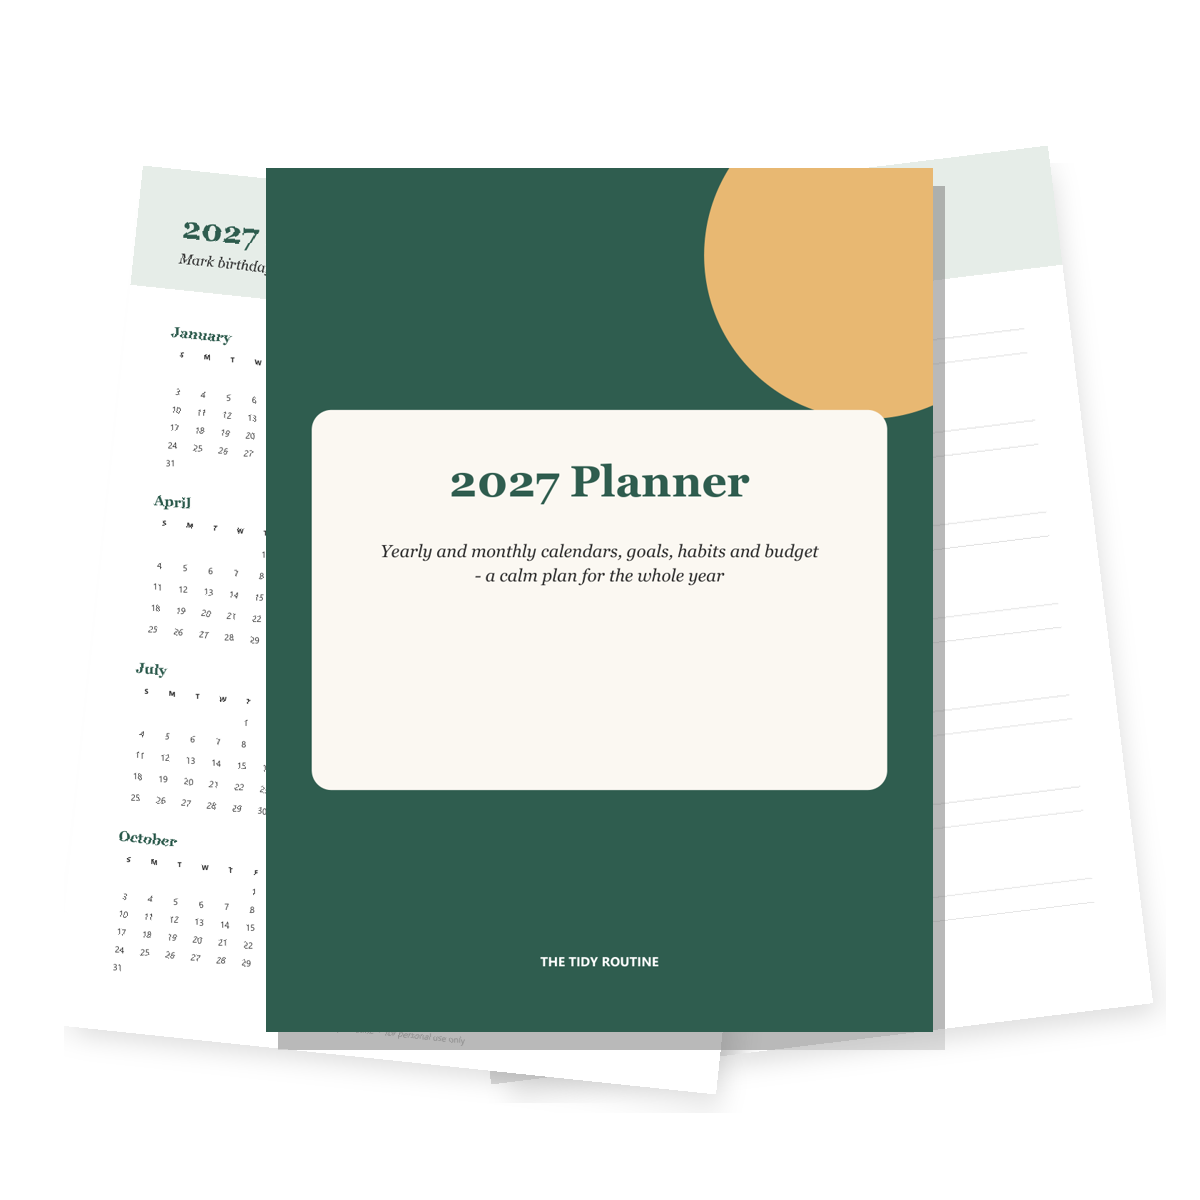 2027
Mark
January
S M T W
3 4 5 6
10 11 12 13
17 18 19 20
24 25 26 27
31
April
S M T W
1
4 5 6 7 8
11 12 13 14 15
18 19 20 21 22
25 26 27 28 29
July
S M T W T
1
4 5 6 7 8
11 12 13 14 15
18 19 20 21 22
25 26 27 28 29 30
October
S M T W T F
1
3 4 5 6 7 8
10 11 12 13 14 15
17 18 19 20 21 22
24 25 26 27 28 29
31
2027 Planner
Yearly and monthly calendars, goals, habits and budget
- a calm plan for the whole year
THE TIDY ROUTINE
for personal use only